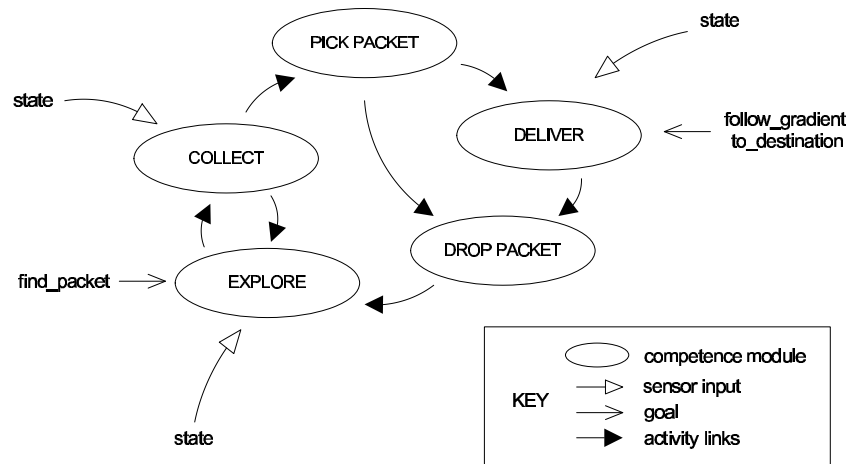 PICK PACKET
state
state
follow_gradient
to_destination
DELIVER
COLLECT
DROP PACKET
find_packet
EXPLORE
state
KEY
competence module
sensor input
goal
activity links